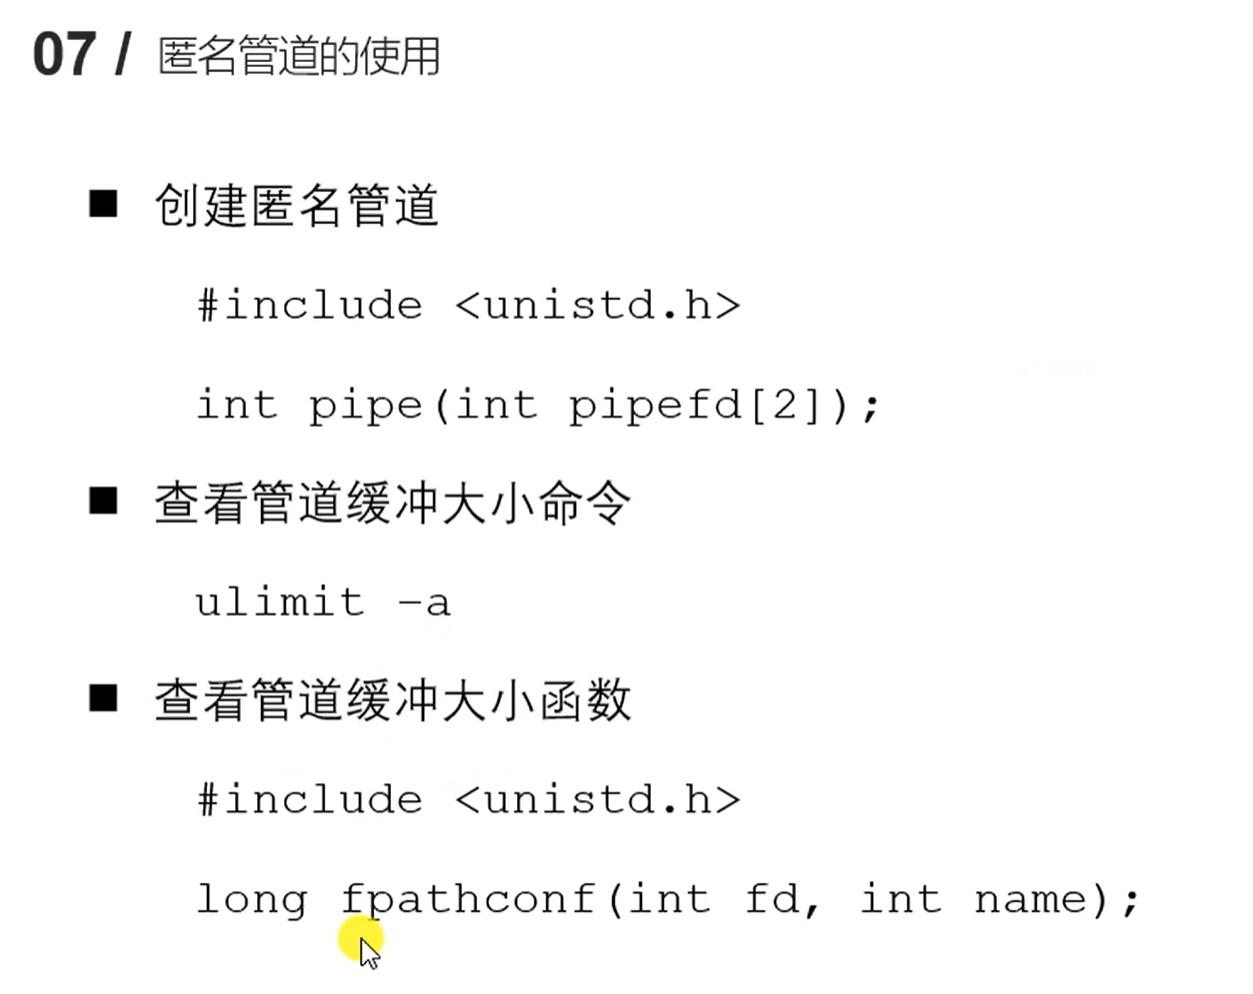 07 / 匿名管道的使用
■ 创建匿名管道
#include <unistd.h>
int pipe(int pipefd[2]);
■ 查看管道缓冲大小命令
ulimit –a
■ 查看管道缓冲大小函数
#include <unistd.h>
long fpathconf(int fd, int name);